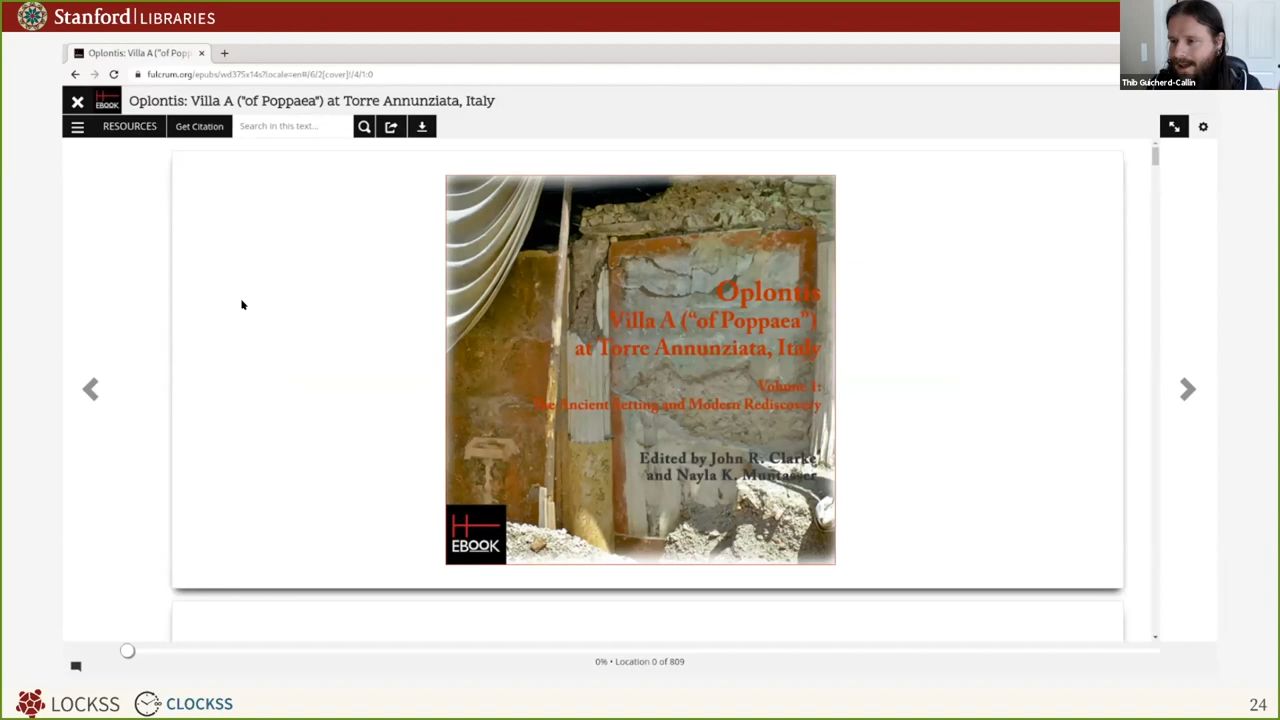 Stanford | LIBRARIES
Thib Guicherd-Callin
Oplontis: Villa A ("of Popp
fulcrum.org/epubs/wd375x14s?locale=en#/6/2[cover]!/4/1:0
EBOOK
Oplontis: Villa A ("of Poppaea") at Torre Annunziata, Italy
RESOURCES
Get Citation
Search in this text...
Oplontis
Villa A (“of Poppaea”)
at Torre Annunziata, Italy
Volume 1:
The Ancient Setting and Modern Rediscovery
Edited by John R. Clarke
and Nayla K. Muntasser
EBOOK
0% • Location 0 of 809
LOCKSS
CLOCKSS
24